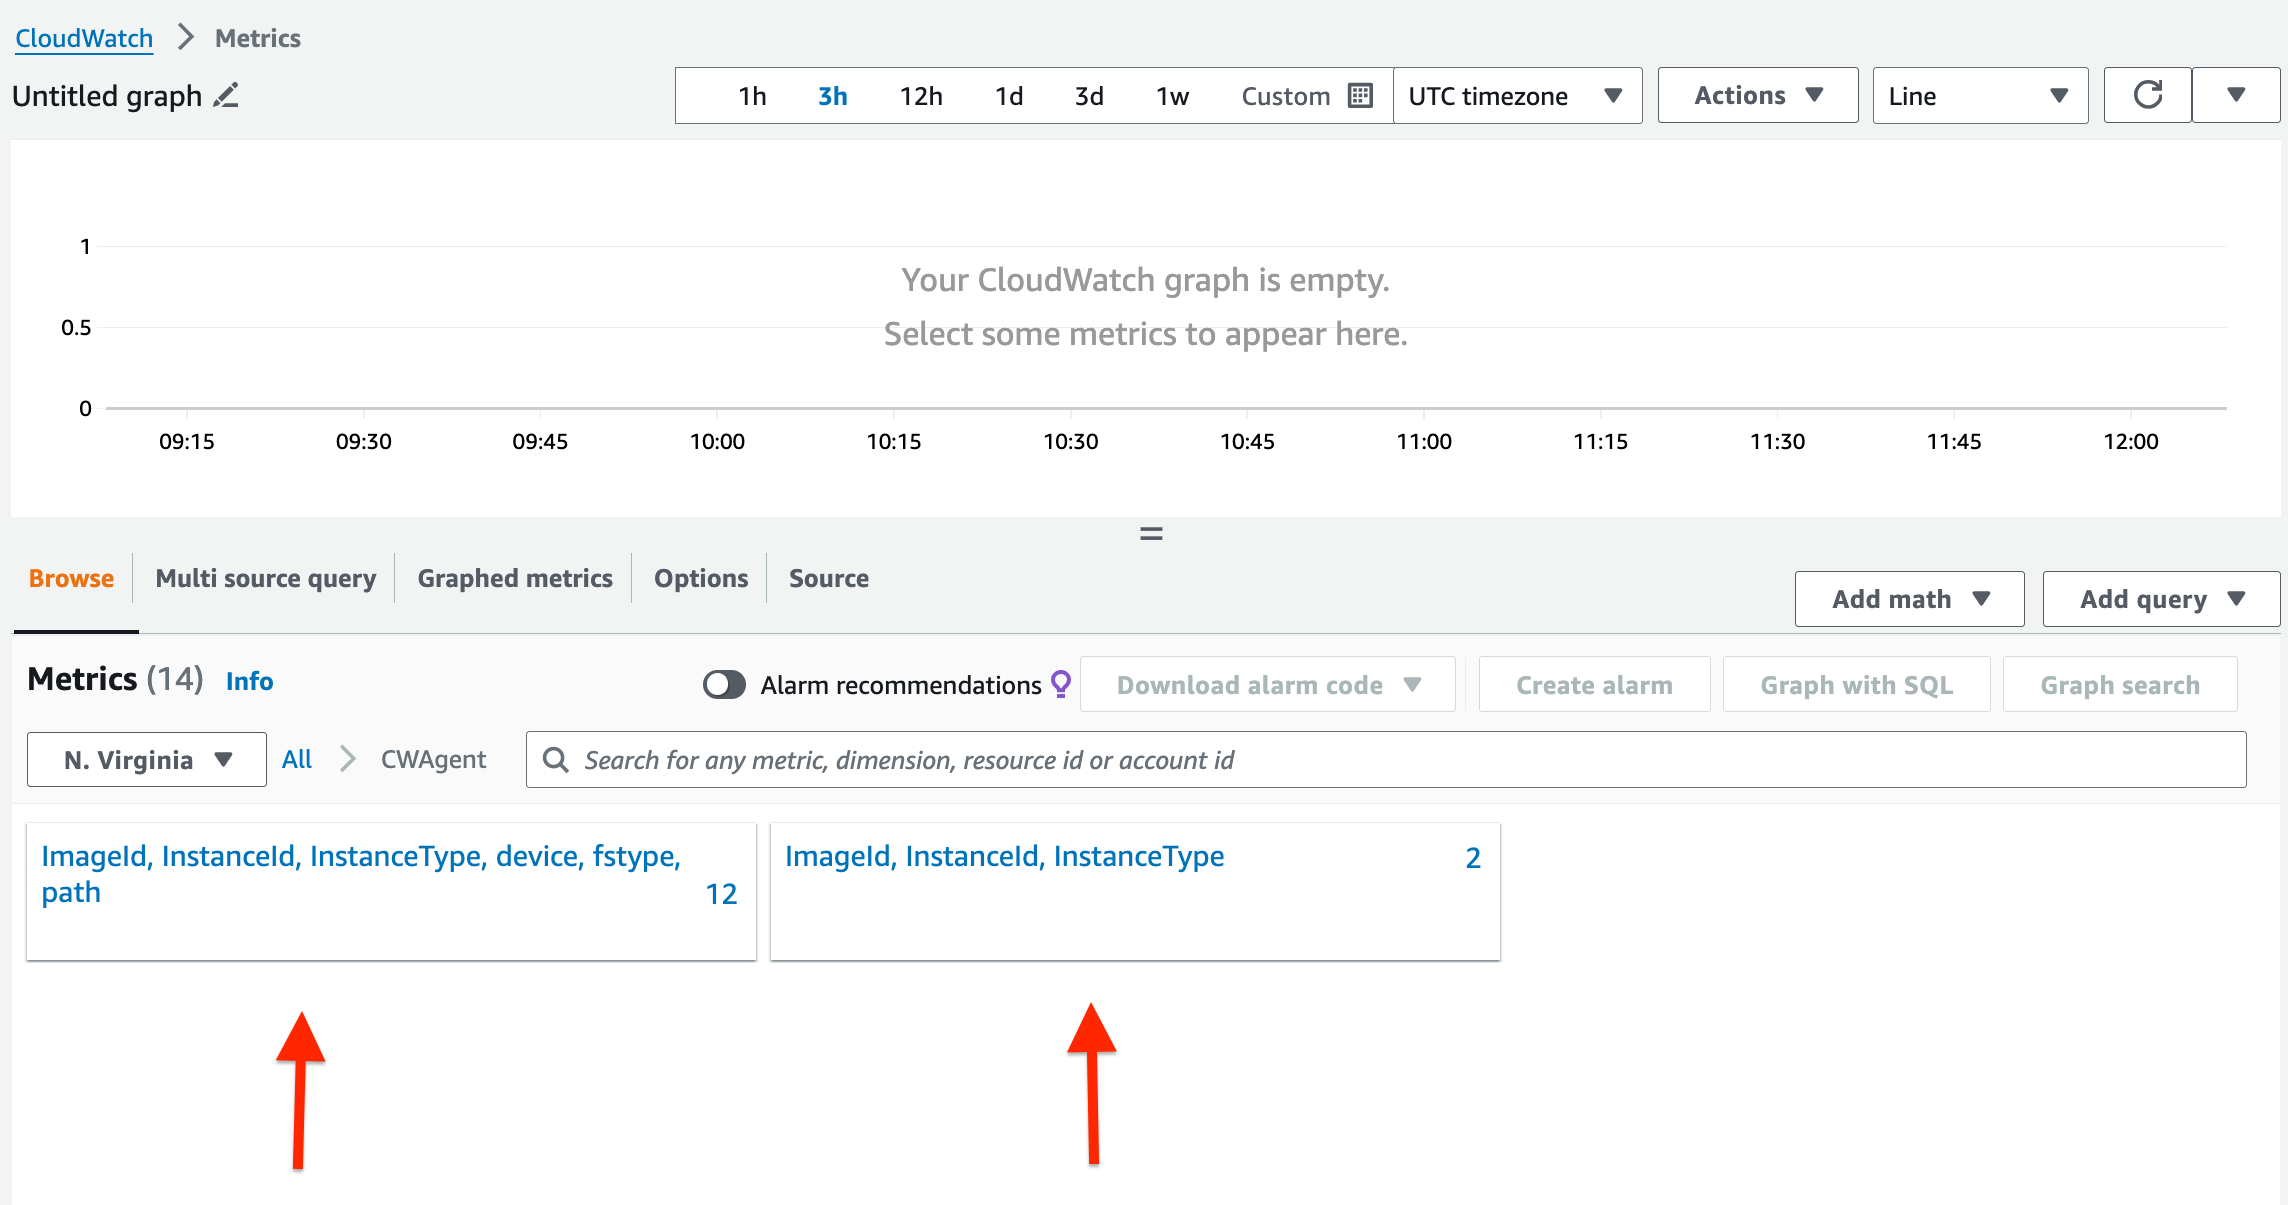 CloudWatch > Metrics
Untitled graph
1h 3h 12h 1d 3d 1w Custom UTC timezone Actions Line
1
0.5
0
Your CloudWatch graph is empty.
Select some metrics to appear here.
09:15 09:30 09:45 10:00 10:15 10:30 10:45 11:00 11:15 11:30 11:45 12:00
Browse Multi source query Graphed metrics Options Source
Add math Add query
Metrics (14) Info
Alarm recommendations Download alarm code Create alarm Graph with SQL Graph search
N. Virginia All > CWAgent Search for any metric, dimension, resource id or account id
ImageId, InstanceId, InstanceType, device, fstype,
path 12
ImageId, InstanceId, InstanceType 2